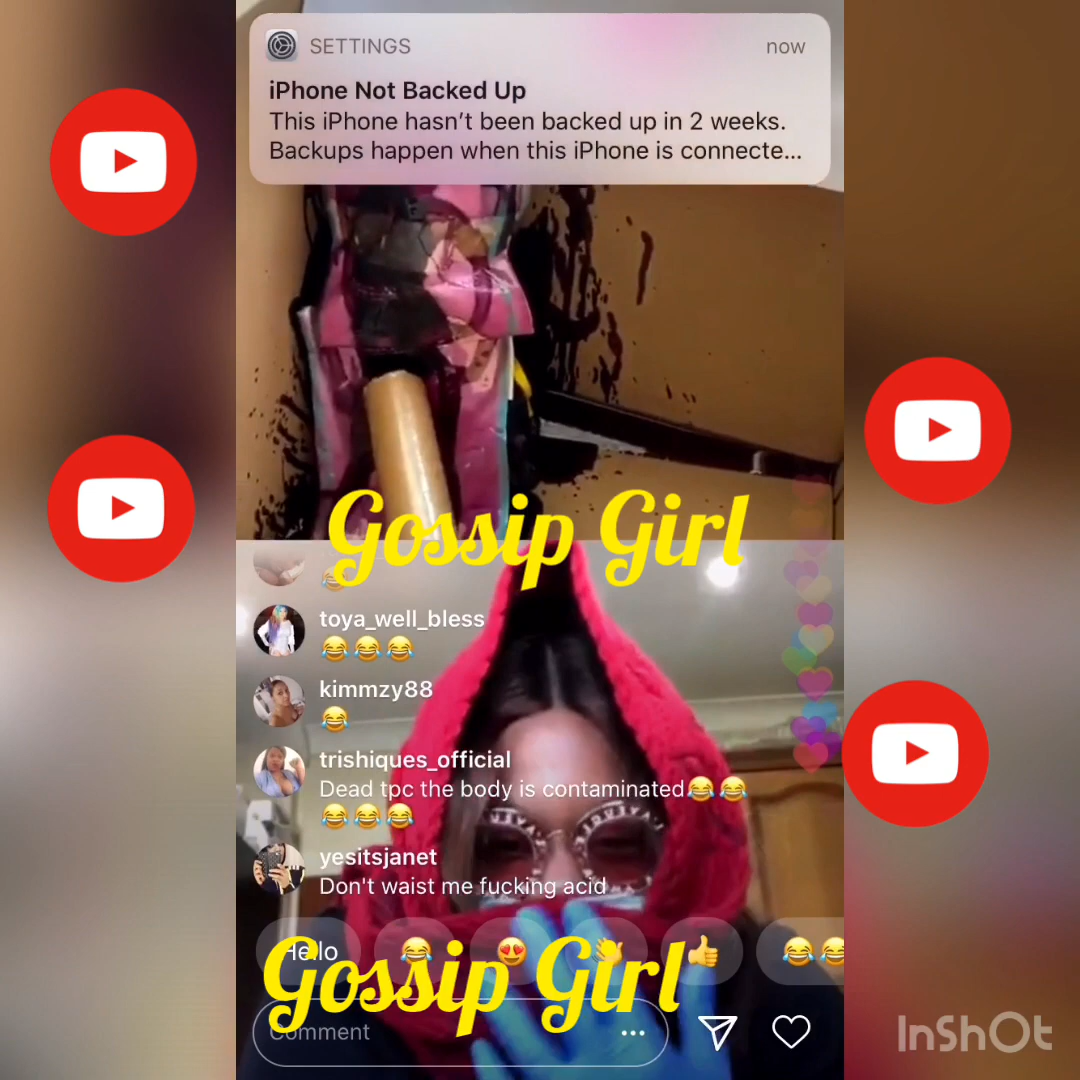 SETTINGS
now
iPhone Not Backed Up
This iPhone hasn't been backed up in 2 weeks.
Backups happen when this iPhone is connecte...
Gossip Girl
😂
toya_well_bless
😂😂😂
kimmzy88
😂
trishiques_official
Dead tpc the body is contaminated😂😂
😂😂😂
yesitsjanet
Don't waist me fucking acid
Hello
Gossip Girl
Comment
InShOt